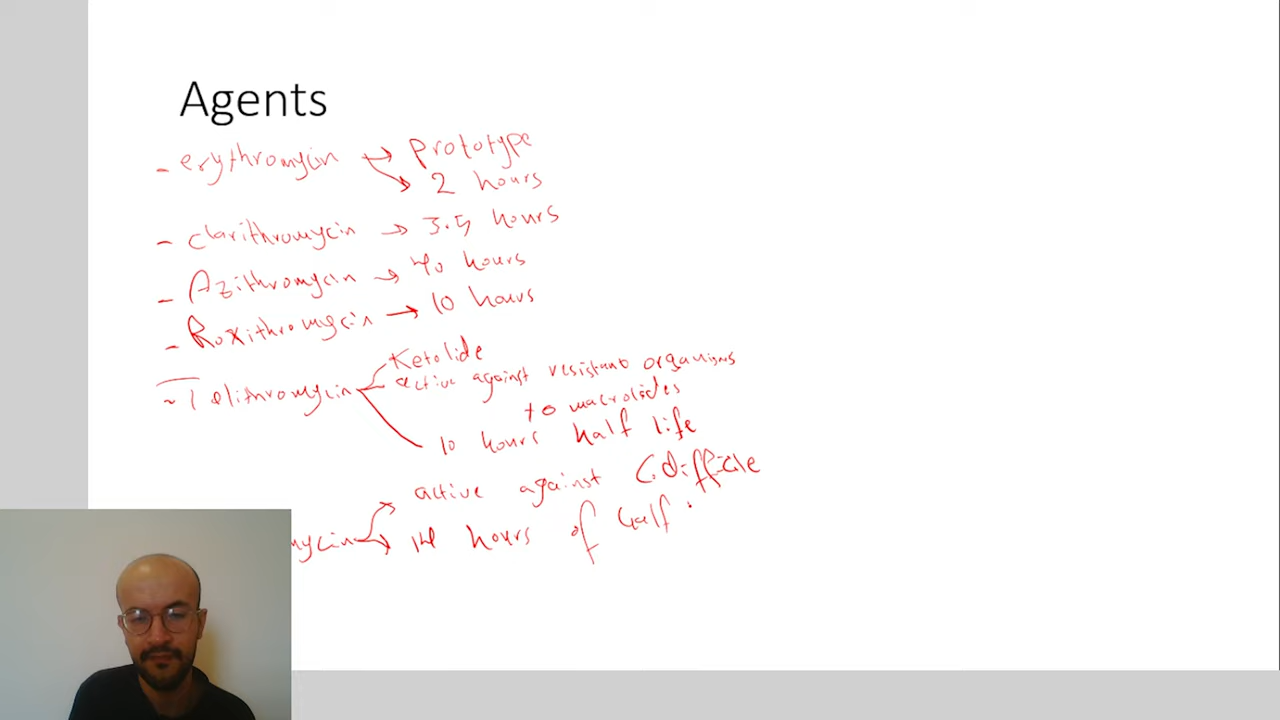 Agents
- erythromycin → prototype
→ 2 hours
- clarithromycin → 3.5 hours
- Azithromycin → 40 hours
- Roxithromycin → 10 hours
Ketolide
- Telithromycin active against resistant organisms
to macrolides
10 hours half life
active against C.difficile
mycin → 14 hours of half